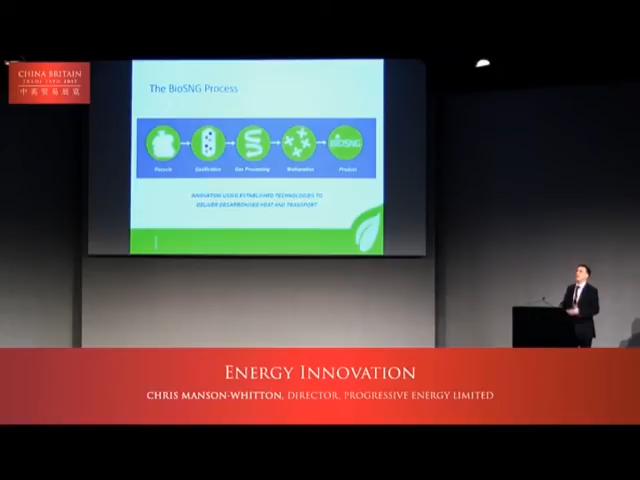 CHINA BRITAIN
TRADE EXPO 2017
中英贸易展览
The BioSNG Process
BIOSNG
Recycle
Gasification
Gas Processing
Methanation
Product
INNOVATION USING ESTABLISHED TECHNOLOGIES TO
DELIVER DECARBONISED HEAT AND TRANSPORT
ENERGY INNOVATION
CHRIS MANSON-WHITTON, DIRECTOR, PROGRESSIVE ENERGY LIMITED